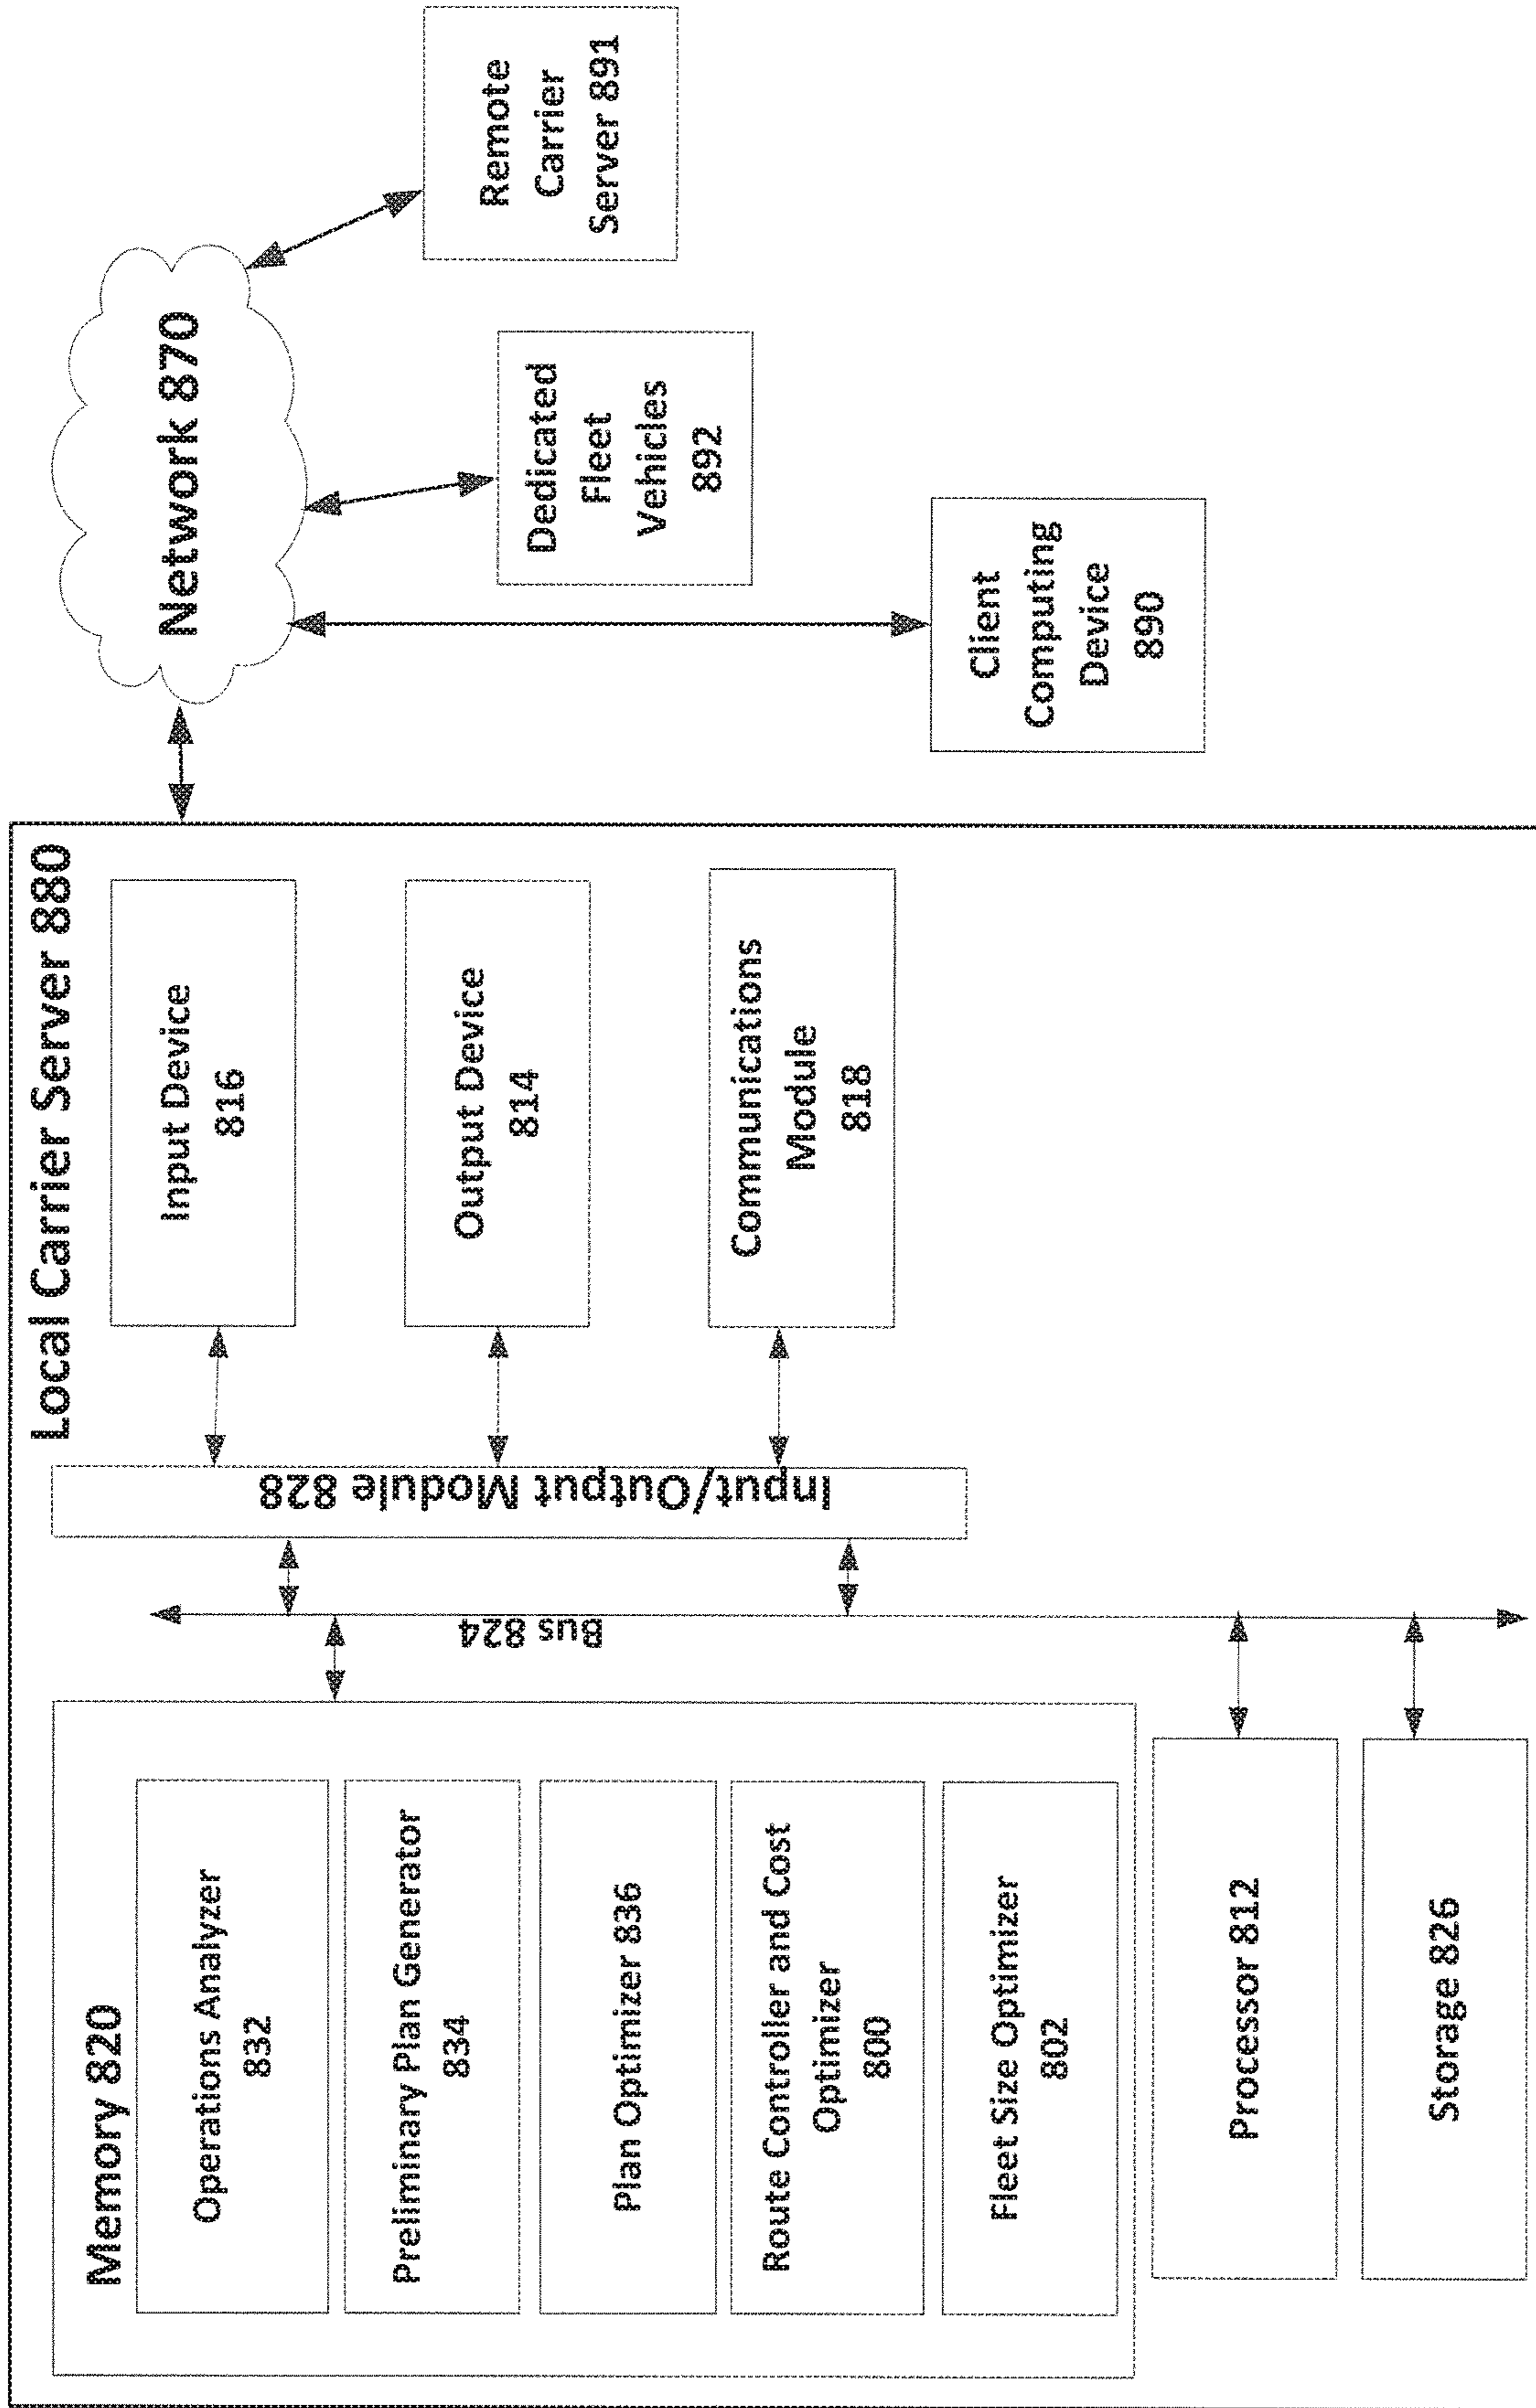 Local Carrier Server 880
Memory 820
Operations Analyzer
832
Preliminary Plan Generator
834
Plan Optimizer 836
Route Controller and Cost
Optimizer
800
Fleet Size Optimizer
802
Processor 812
Storage 826
Bus 824
Input/Output Module 828
Input Device
816
Output Device
814
Communications
Module
818
Network 870
Client
Computing
Device
890
Dedicated
Fleet
Vehicles
892
Remote
Carrier
Server 891